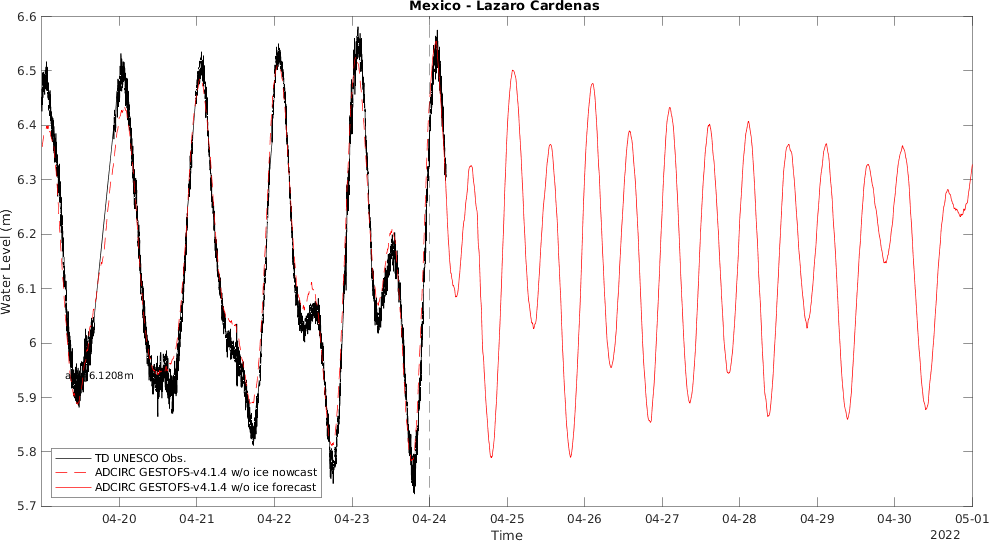 Mexico - Lazaro Cardenas
Water Level (m)
6.6
6.5
6.4
6.3
6.2
6.1
6
5.9
5.8
5.7
6.1208m
TD UNESCO Obs.
ADCIRC GESTOFS-v4.1.4 w/o ice nowcast
ADCIRC GESTOFS-v4.1.4 w/o ice forecast
04-20 04-21 04-22 04-23 04-24 04-25 04-26 04-27 04-28 04-29 04-30 05-01
Time
2022